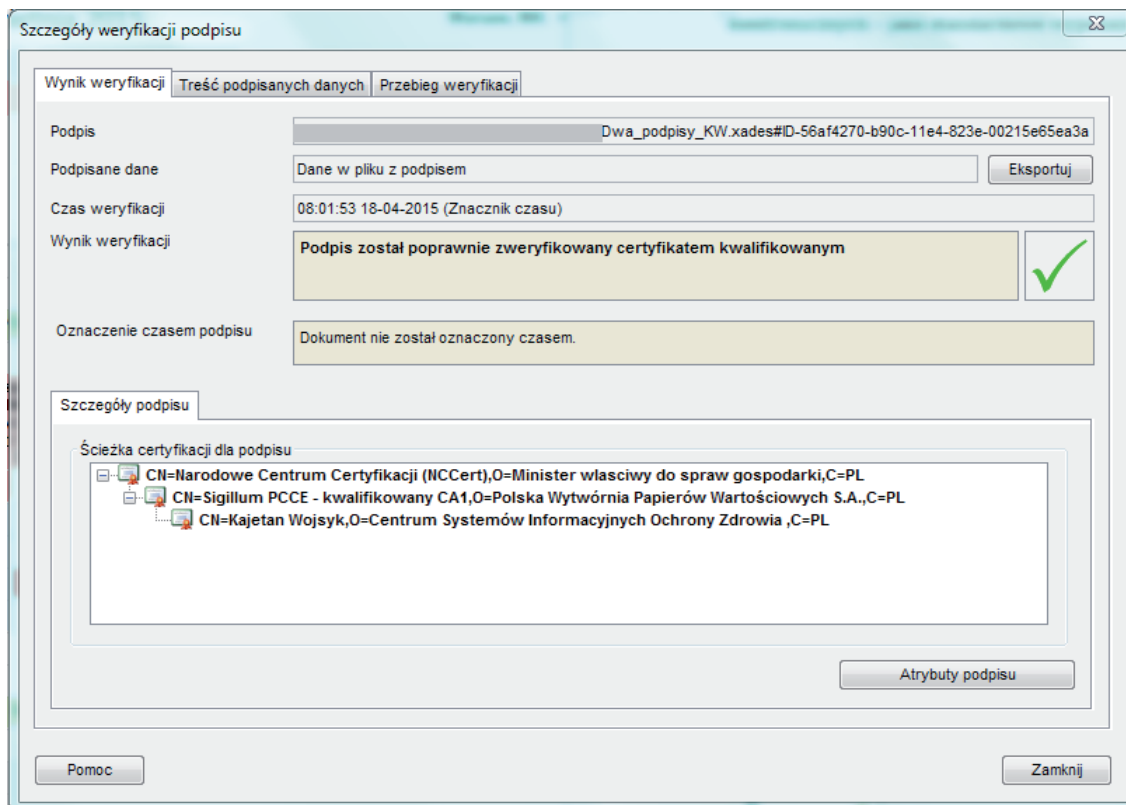 Szczegóły weryfikacji podpisu
Wynik weryfikacji Treść podpisanych danych Przebieg weryfikacji
Podpis Dwa_podpisy_KW.xades#ID-56af4270-b90c-11e4-823e-00215e65ea3a
Podpisane dane Dane w pliku z podpisem Eksportuj
Czas weryfikacji 08:01:53 18-04-2015 (Znacznik czasu)
Wynik weryfikacji Podpis został poprawnie zweryfikowany certyfikatem kwalifikowanym
Oznaczenie czasem podpisu Dokument nie został oznaczony czasem.
Szczegóły podpisu
Ścieżka certyfikacji dla podpisu
CN=Narodowe Centrum Certyfikacji (NCCert),O=Minister wlasciwy do spraw gospodarki,C=PL
CN=Sigillum PCCE - kwalifikowany CA1,O=Polska Wytwórnia Papierów Wartościowych S.A.,C=PL
CN=Kajetan Wojsyk,O=Centrum Systemów Informacyjnych Ochrony Zdrowia ,C=PL
Atrybuty podpisu
Pomoc Zamknij